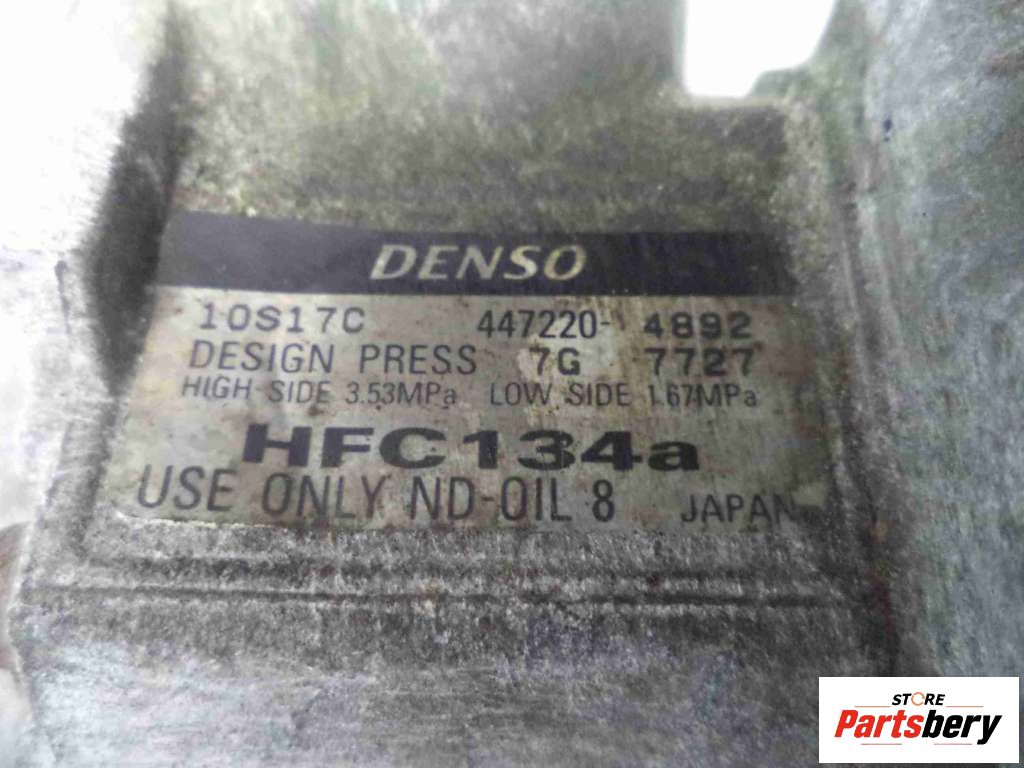 DENSO
10S17C 447220-4892
DESIGN PRESS 7G 7727
HIGH SIDE 3.53MPa LOW SIDE 1.67MPa
HFC134a
USE ONLY ND-OIL 8 JAPAN
STORE
Partsbery